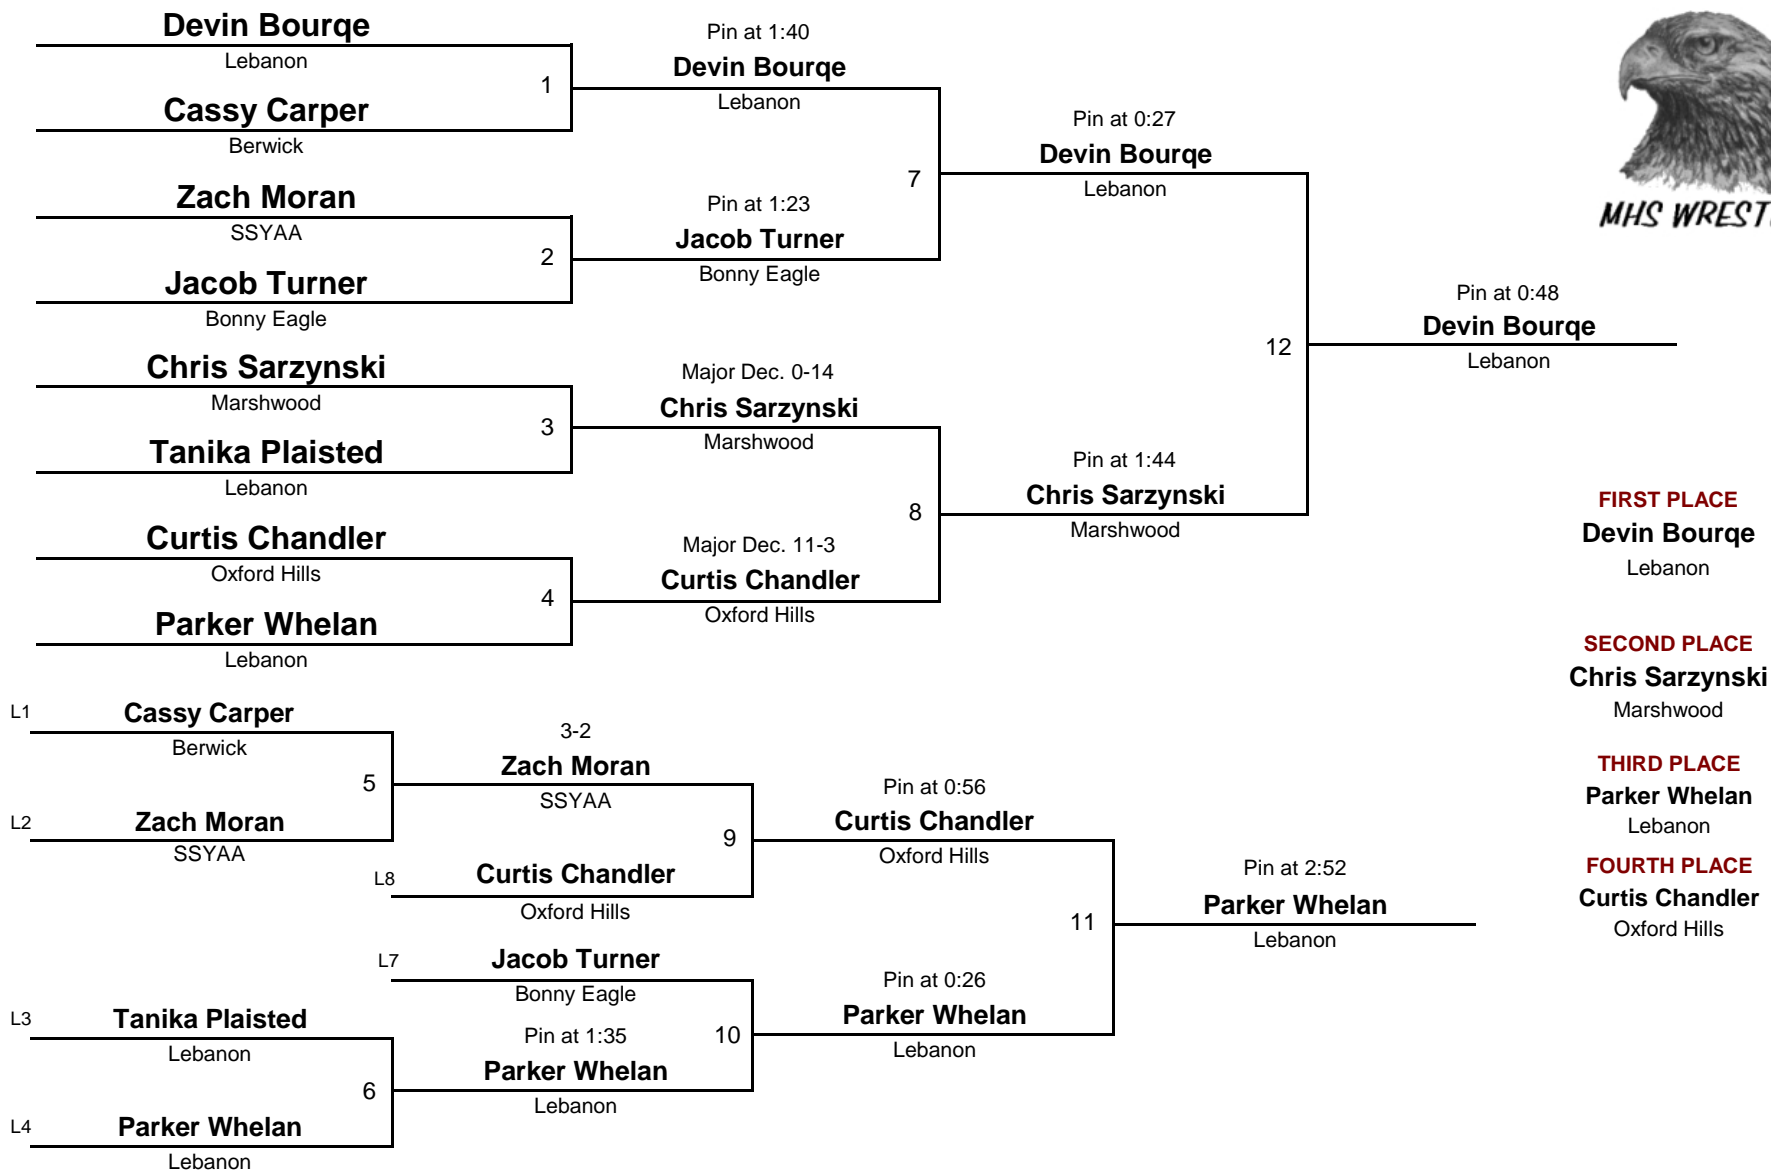 Devin Bourqe
Lebanon
1
Cassy Carper
Berwick
Zach Moran
SSYAA
2
Jacob Turner
Bonny Eagle
Chris Sarzynski
Marshwood
3
Tanika Plaisted
Lebanon
Curtis Chandler
Oxford Hills
4
Parker Whelan
Lebanon
Pin at 1:40
Devin Bourqe
Lebanon
7
Pin at 1:23
Jacob Turner
Bonny Eagle
Major Dec. 0-14
Chris Sarzynski
Marshwood
8
Major Dec. 11-3
Curtis Chandler
Oxford Hills
Pin at 0:27
Devin Bourqe
Lebanon
12
Pin at 1:44
Chris Sarzynski
Marshwood
Pin at 0:48
Devin Bourqe
Lebanon
MHS
FIRST PLACE
Devin Bourqe
Lebanon
SECOND PLACE
Chris Sarzynski
Marshwood
THIRD PLACE
Parker Whelan
Lebanon
FOURTH PLACE
Curtis Chandler
Oxford Hills
L1
Cassy Carper
Berwick
5
L2
Zach Moran
SSYAA
3-2
Zach Moran
SSYAA
9
L8
Curtis Chandler
Oxford Hills
L7
Jacob Turner
Bonny Eagle
10
L3
Tanika Plaisted
Lebanon
6
L4
Parker Whelan
Lebanon
Pin at 1:35
Parker Whelan
Lebanon
Pin at 0:56
Curtis Chandler
Oxford Hills
11
Pin at 0:26
Parker Whelan
Lebanon
Pin at 2:52
Parker Whelan
Lebanon